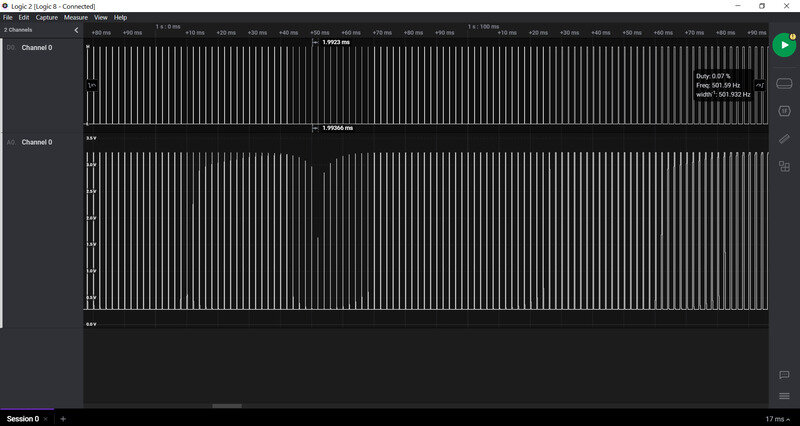 Logic 2 [Logic 8 - Connected]
File Edit Capture Measure View Help
2 Channels
1 s : 0 ms
1 s : 100 ms
+80 ms +90 ms +10 ms +20 ms +30 ms +40 ms +50 ms +60 ms +70 ms +80 ms +90 ms +10 ms +20 ms +30 ms +40 ms +50 ms +60 ms +70 ms +80 ms +90 ms
D0 Channel 0
1.9923 ms
Duty: 0.07 %
Freq: 501.59 Hz
width⁻¹: 501.932 Hz
1.99366 ms
A0 Channel 0
3.5 V
3.0 V
2.5 V
2.0 V
1.5 V
1.0 V
0.5 V
0.0 V
Session 0
17 ms